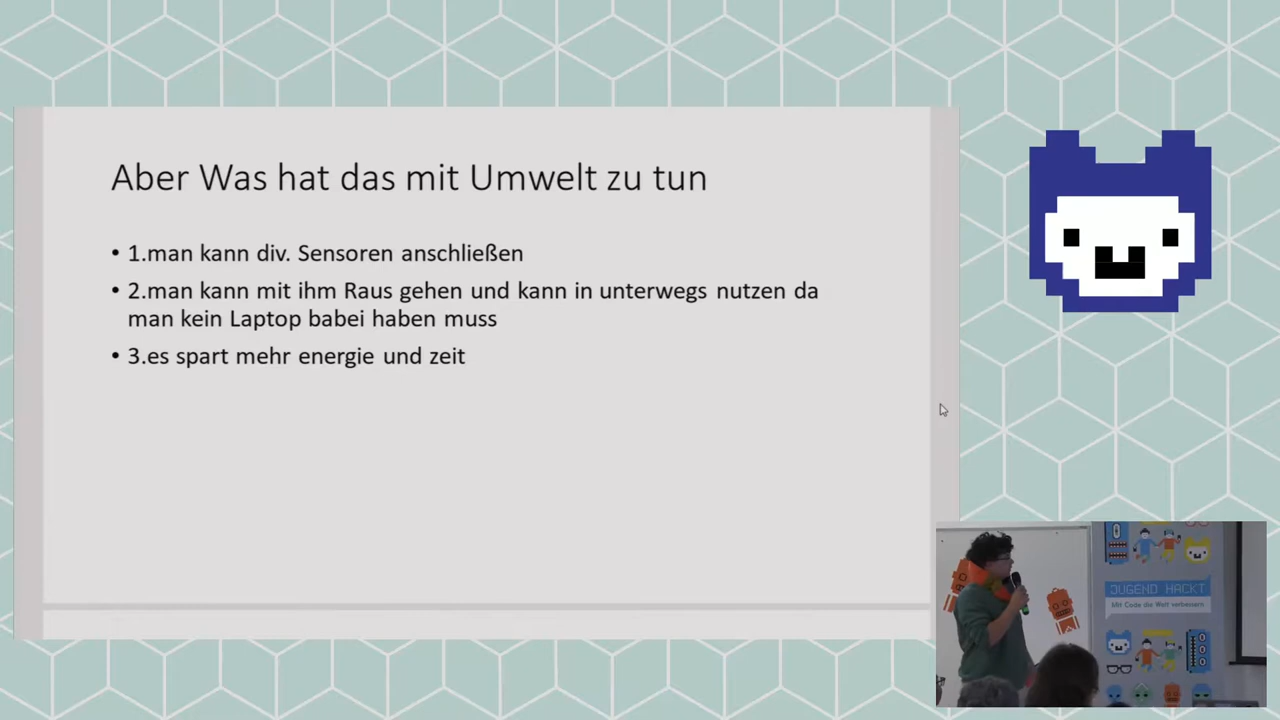 Aber Was hat das mit Umwelt zu tun
• 1.man kann div. Sensoren anschließen
• 2.man kann mit ihm Raus gehen und kann in unterwegs nutzen da
man kein Laptop babei haben muss
• 3.es spart mehr energie und zeit
JUGEND HACKT
Mit Code die Welt verbessern